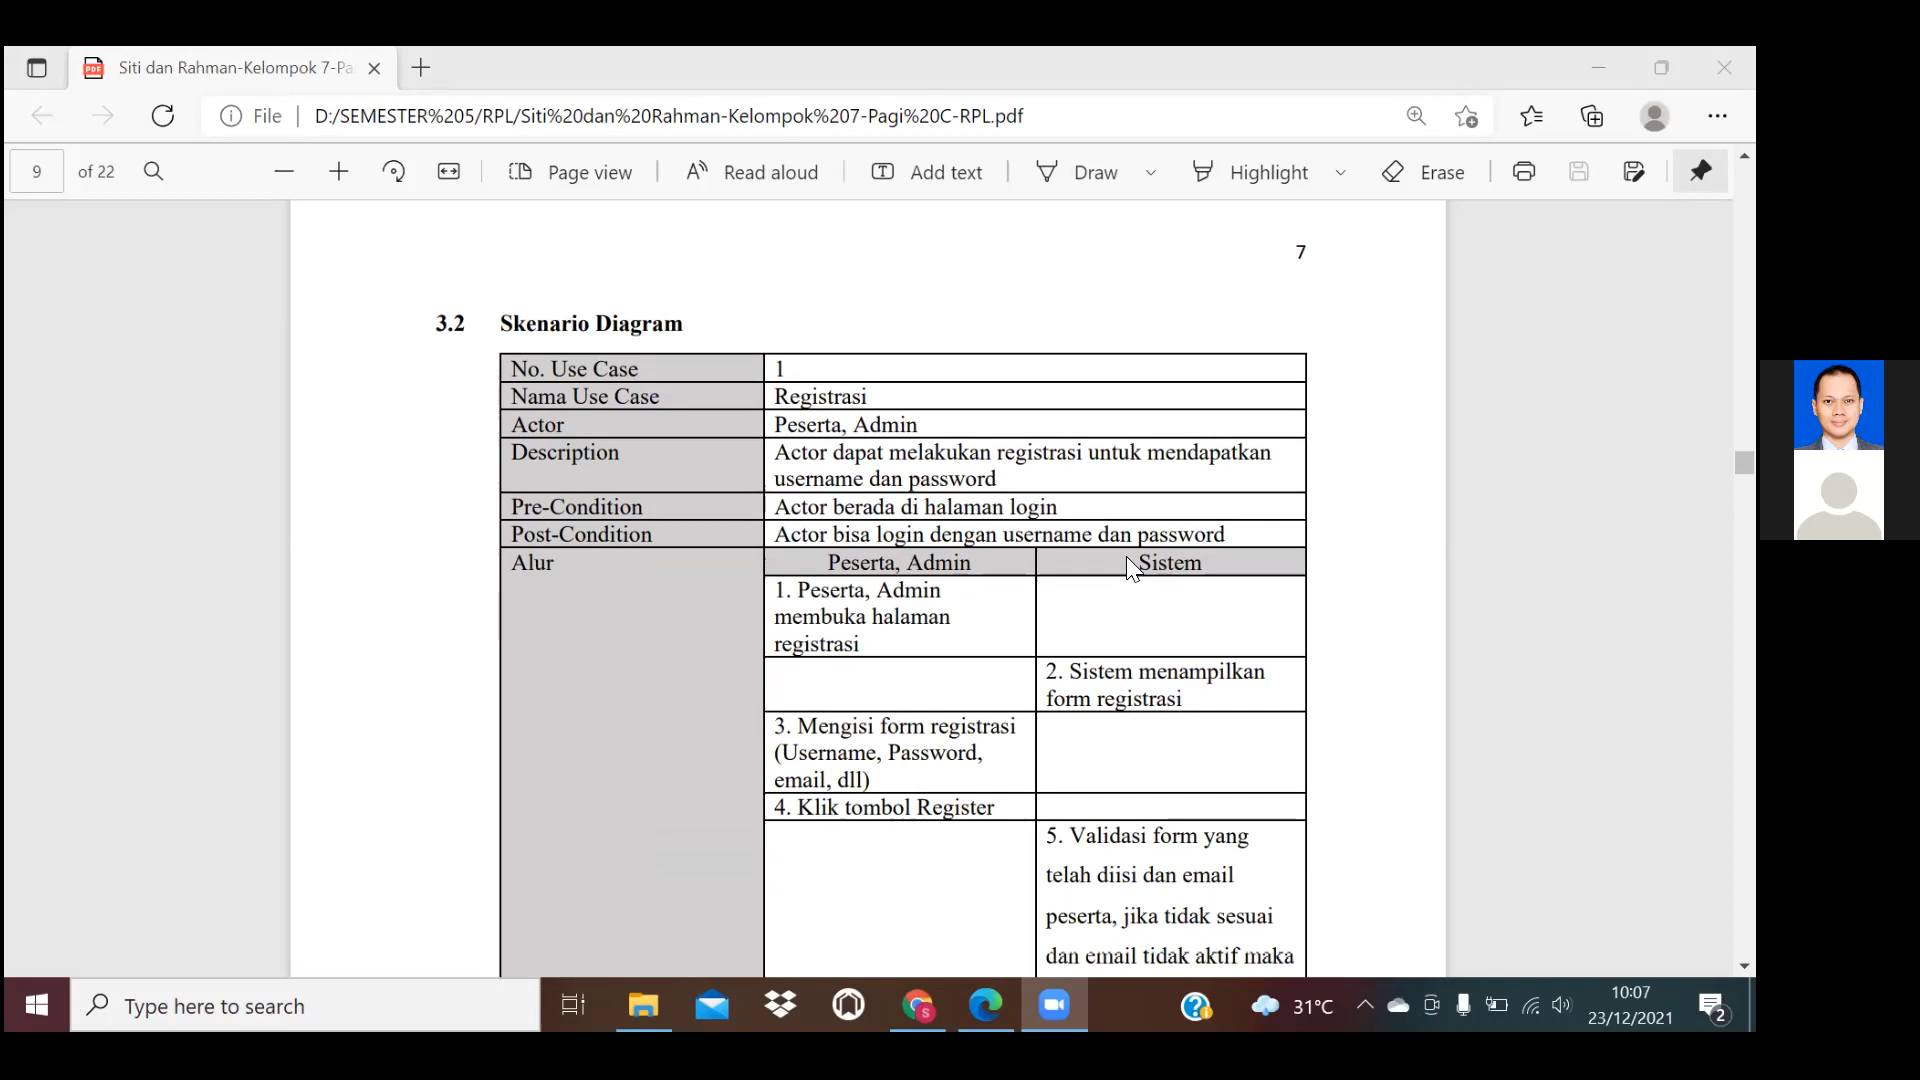 Siti dan Rahman-Kelompok 7-Pa
File
D:/SEMESTER%205/RPL/Siti%20dan%20Rahman-Kelompok%207-Pagi%20C-RPL.pdf
9 of 22
Page view
Read aloud
Add text
Draw
Highlight
Erase
7
3.2 Skenario Diagram
No. Use Case 1
Nama Use Case Registrasi
Actor Peserta, Admin
Description Actor dapat melakukan registrasi untuk mendapatkan
username dan password
Pre-Condition Actor berada di halaman login
Post-Condition Actor bisa login dengan username dan password
Alur Peserta, Admin Sistem
1. Peserta, Admin
membuka halaman
registrasi
2. Sistem menampilkan
form registrasi
3. Mengisi form registrasi
(Username, Password,
email, dll)
4. Klik tombol Register
5. Validasi form yang
telah diisi dan email
peserta, jika tidak sesuai
dan email tidak aktif maka
Type here to search
31°C
10:07
23/12/2021
2